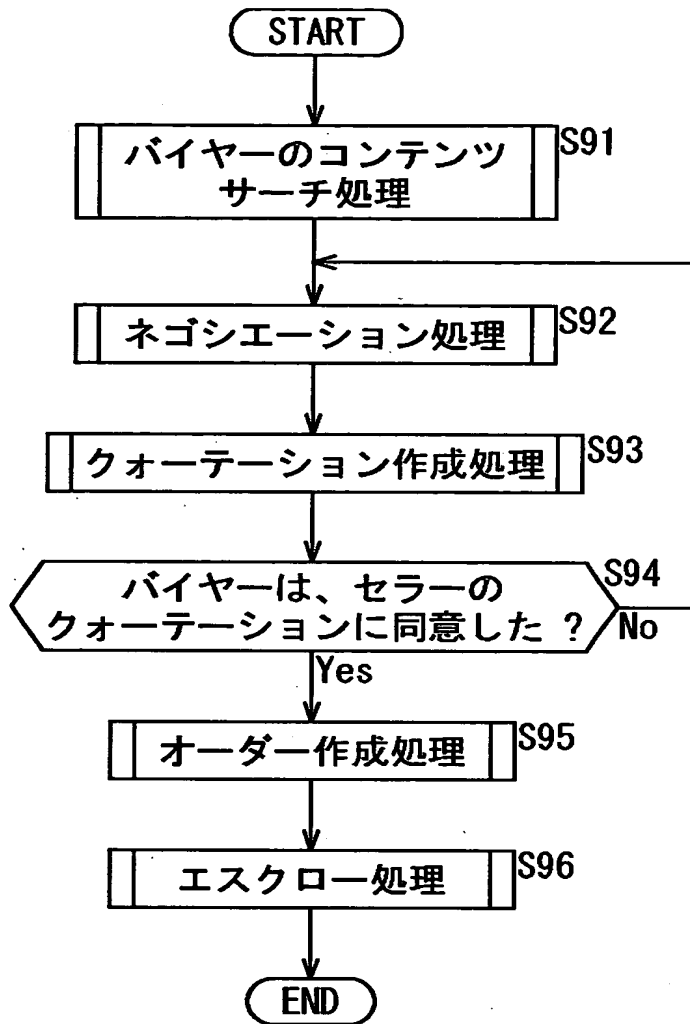 START
バイヤーのコンテンツ
サーチ処理
S91
ネゴシエーション処理
S92
クォーテーション作成処理
S93
バイヤーは、セラーの
クォーテーションに同意した ?
S94
No
Yes
オーダー作成処理
S95
エスクロー処理
S96
END